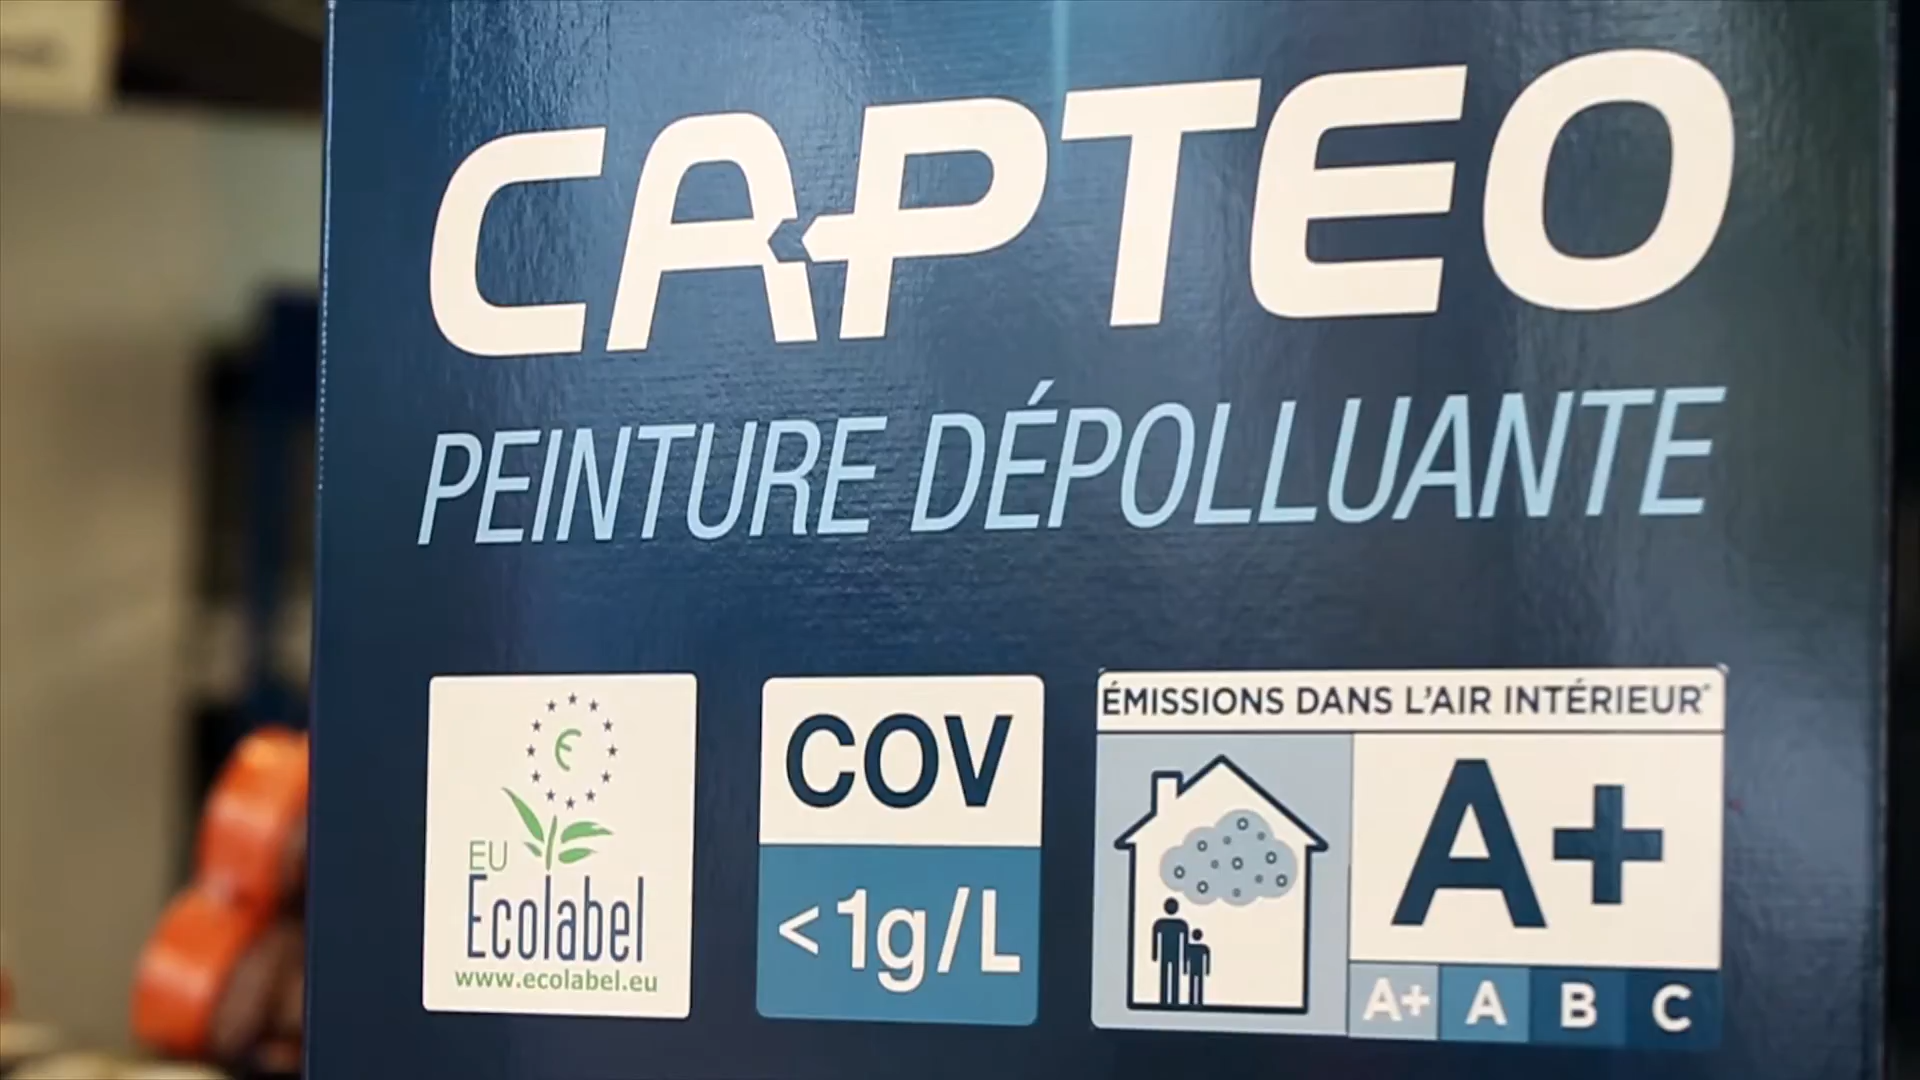 CAPTEO
PEINTURE DÉPOLLUANTE
EU
Ecolabel
www.ecolabel.eu
COV
<1g/L
ÉMISSIONS DANS L'AIR INTÉRIEUR*
A+
A+ A B C